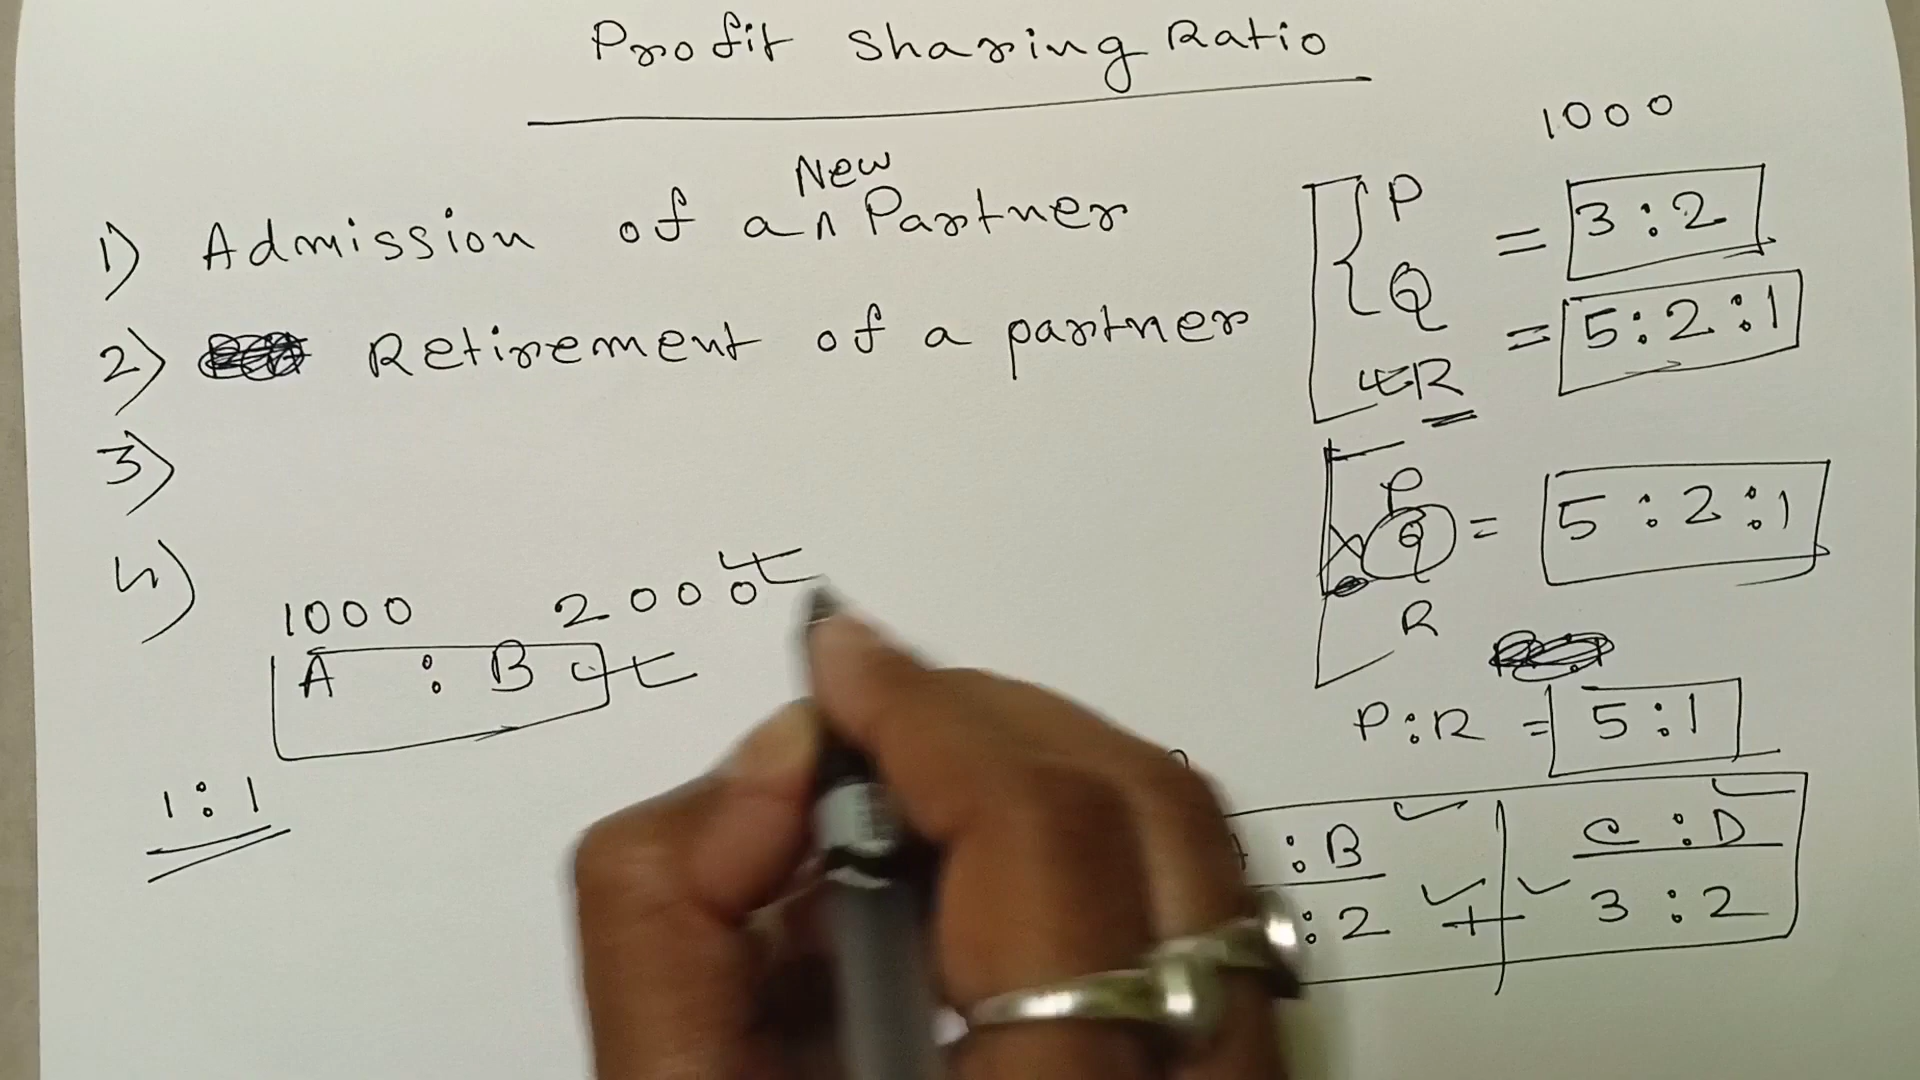 Profit Sharing Ratio
1) Admission of a ∧ New Partner
2) Retirement of a partner
3)
4)
1000 2000
A : B
1:1
1000
P
Q
= 3:2
R
= 5:2:1
P
Q
R
= 5:2:1
P:R = 5:1
: B
: 2
+
C : D
3 : 2